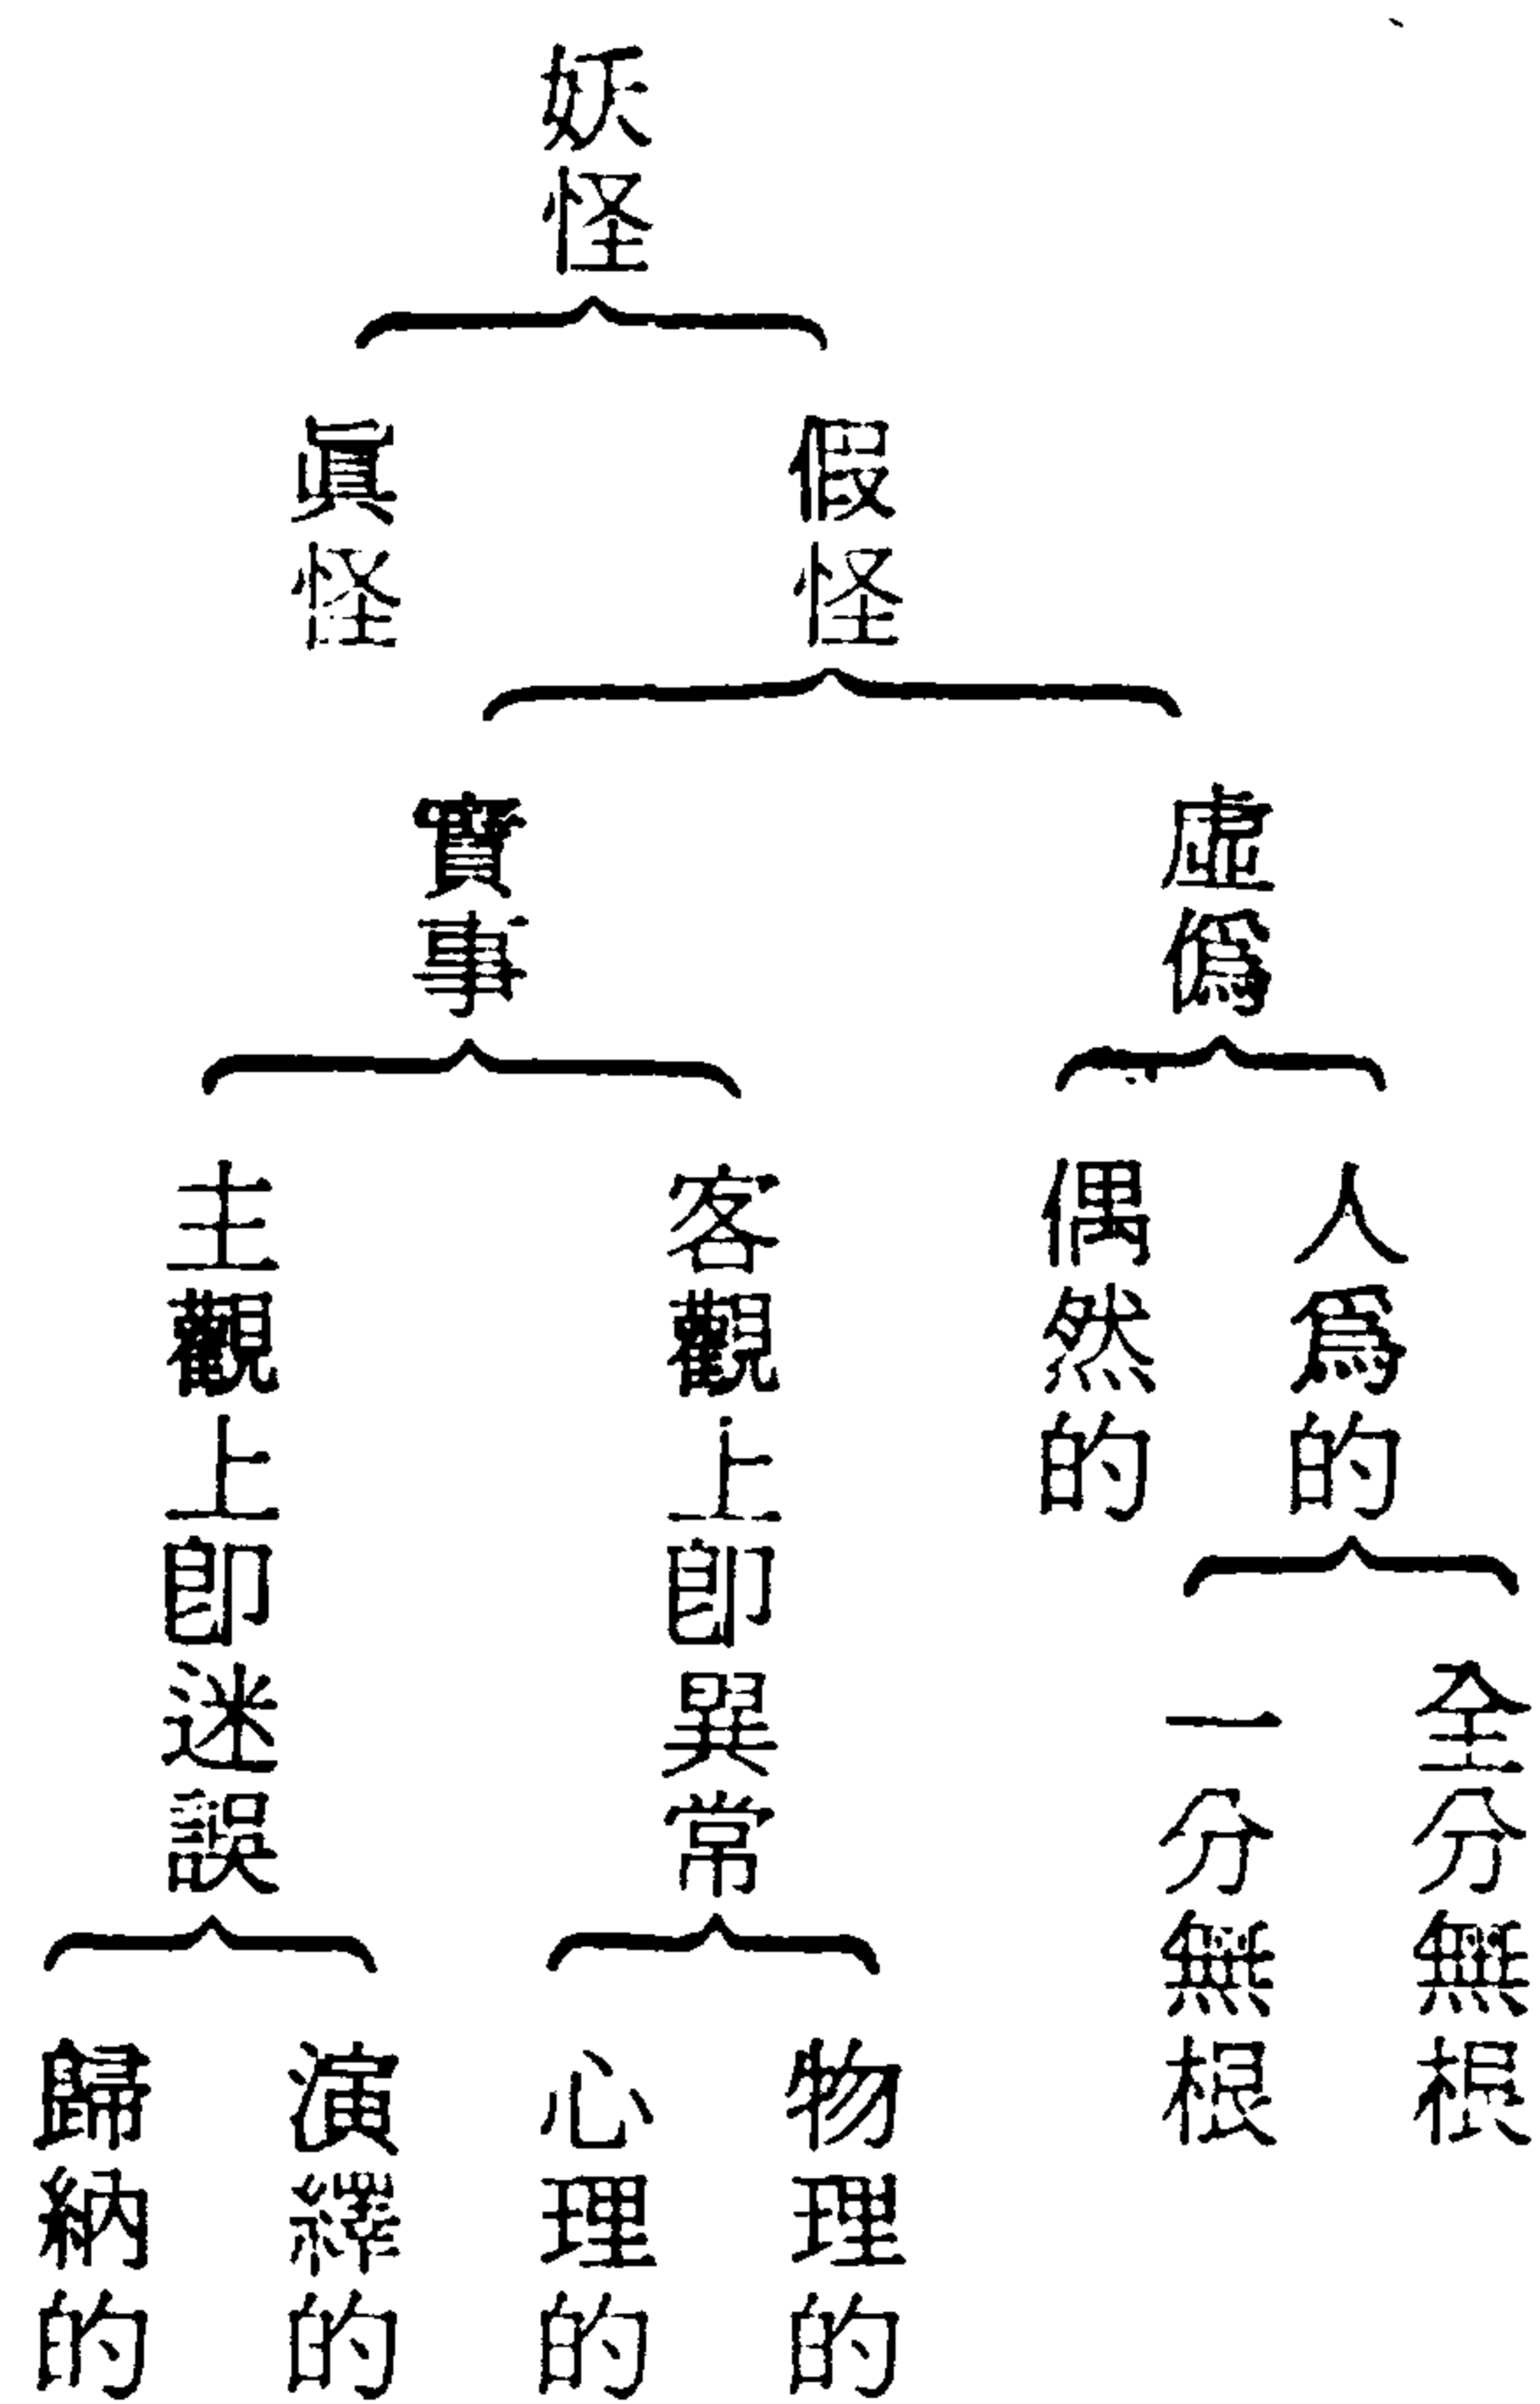 妖怪
假怪
眞怪
虛僞
實事
人爲的
偶然的
客觀上卽異常
主觀上卽迷誤
全分無根
一分無根
物理的
心理的
演繹的
歸納的